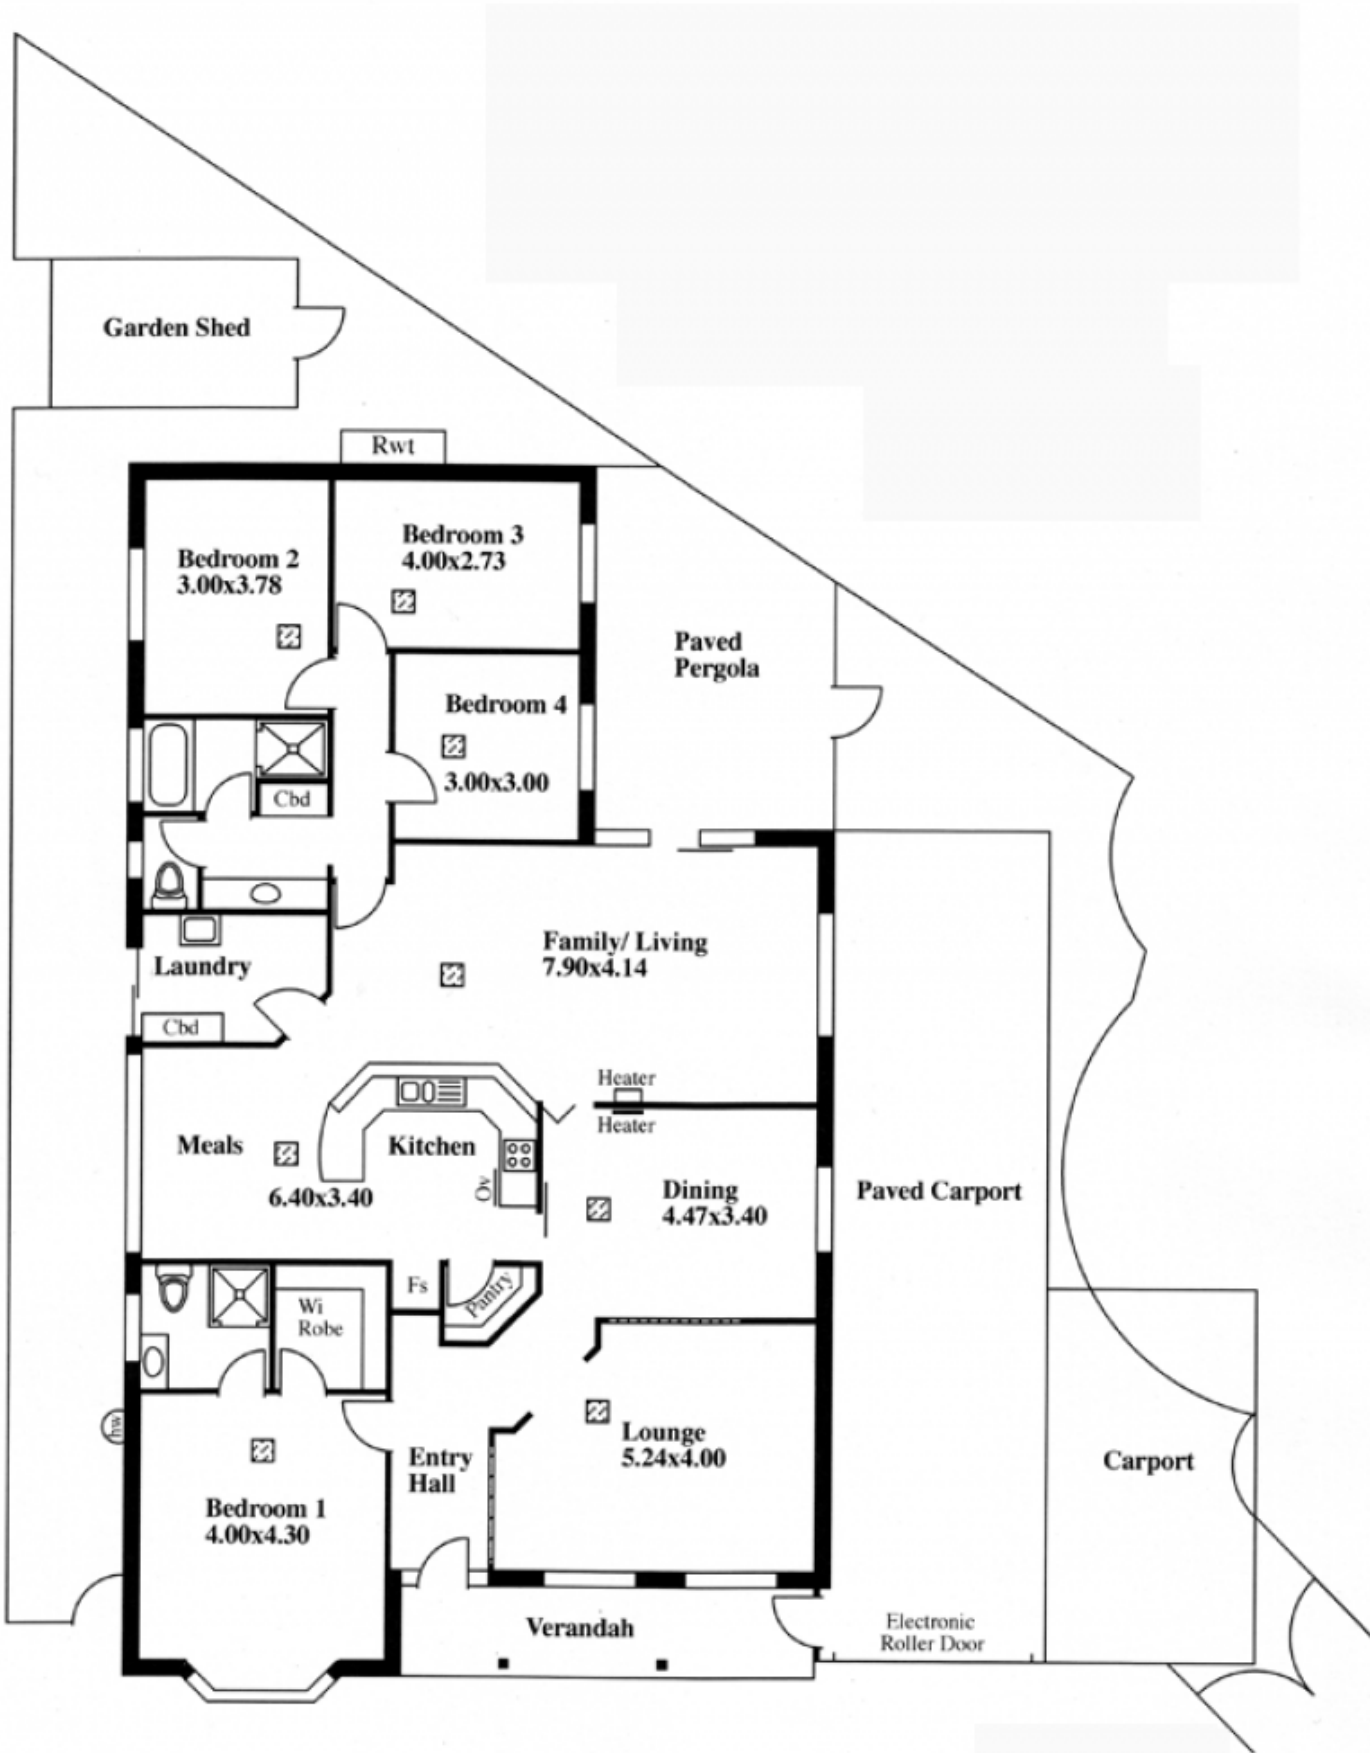 Garden Shed
Rwt
Bedroom 3
4.00x2.73
Bedroom 2
3.00x3.78
Paved
Pergola
Bedroom 4
3.00x3.00
Cbd
Family/ Living
7.90x4.14
Laundry
Cbd
Heater
Heater
Meals
Kitchen
6.40x3.40
Ov
Dining
4.47x3.40
Paved Carport
Fs
Pantry
Wi
Robe
hw
Lounge
5.24x4.00
Entry
Hall
Carport
Bedroom 1
4.00x4.30
Verandah
Electronic
Roller Door